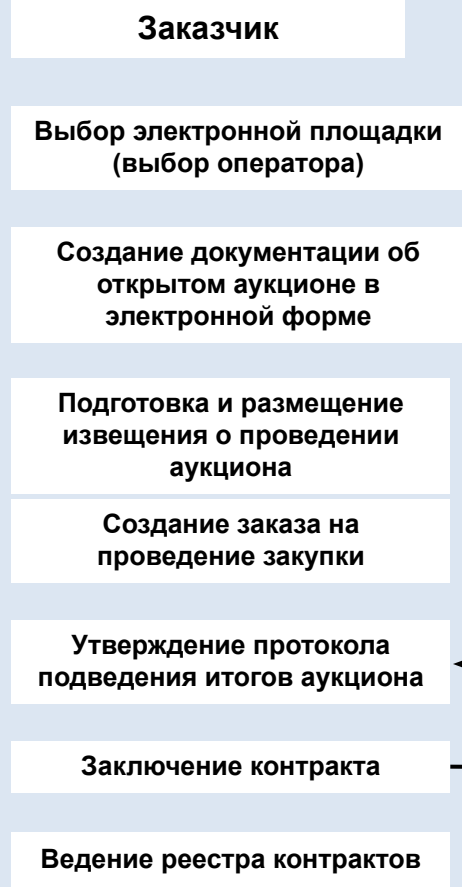 Заказчик
Выбор электронной площадки
(выбор оператора)
Создание документации об
открытом аукционе в
электронной форме
Подготовка и размещение
извещения о проведении
аукциона
Создание заказа на
проведение закупки
Утверждение протокола
подведения итогов аукциона
Заключение контракта
Ведение реестра контрактов